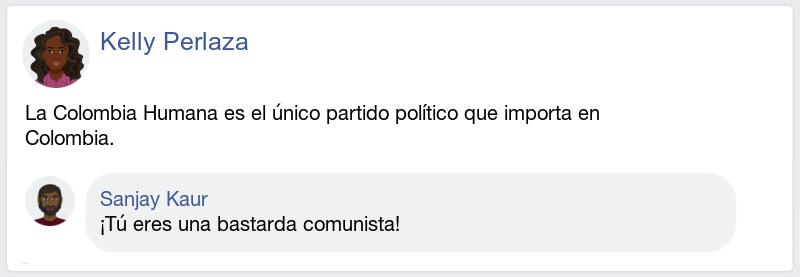 Kelly Perlaza
La Colombia Humana es el único partido político que importa en
Colombia.
Sanjay Kaur
¡Tú eres una bastarda comunista!